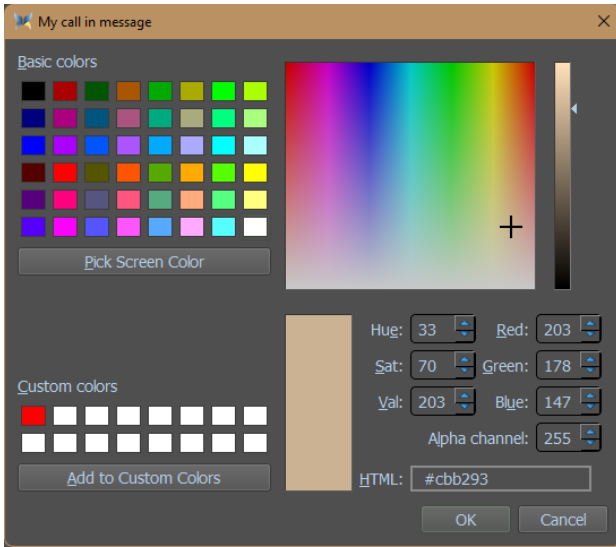 My call in message
Basic colors
Pick Screen Color
Hue: 33 Red: 203
Sat: 70 Green: 178
Val: 203 Blue: 147
Custom colors
Alpha channel: 255
Add to Custom Colors
HTML: #cbb293
OK Cancel